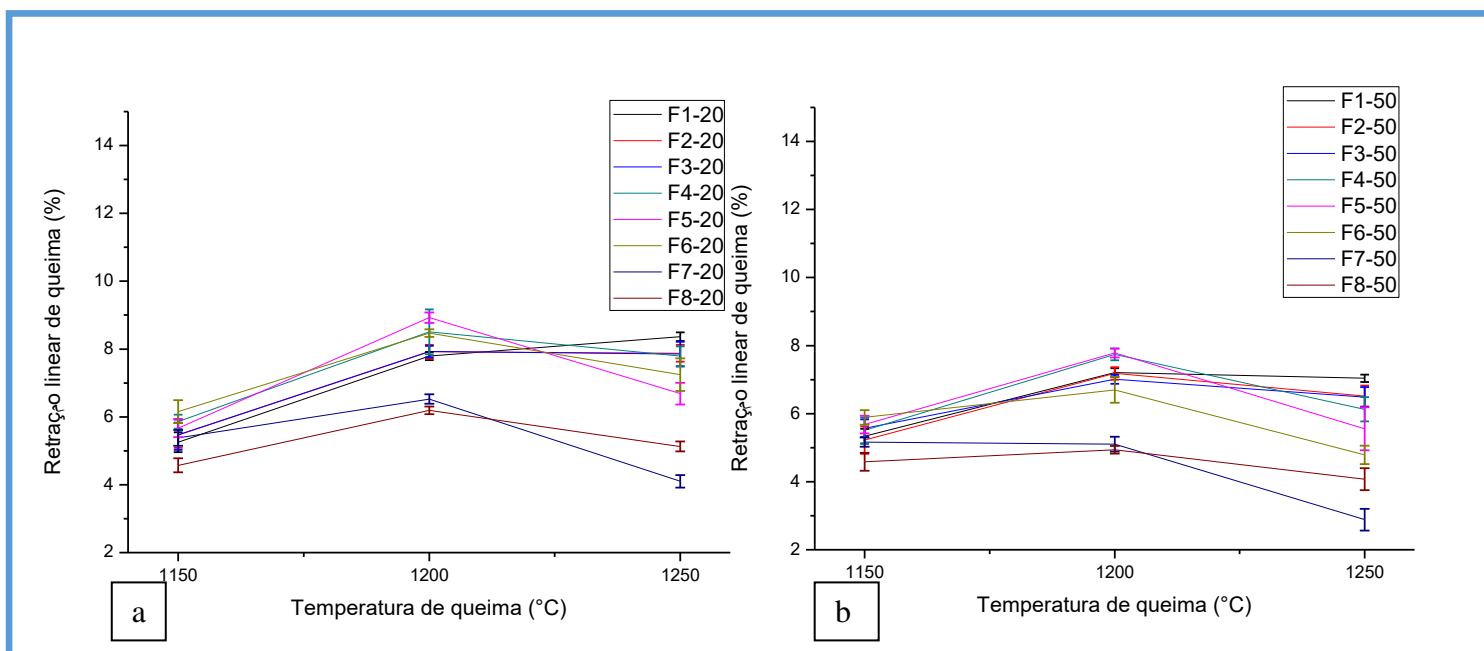 F1-20
F2-20
F3-20
F4-20
F5-20
F6-20
F7-20
F8-20
14
12
10
8
6
4
2
Retraç̃o linear de queima (%)
1150
1200
1250
Temperatura de queima (°C)
a
F1-50
F2-50
F3-50
F4-50
F5-50
F6-50
F7-50
F8-50
14
12
10
8
6
4
2
Retraç̃o linear de queima (%)
1150
1200
1250
Temperatura de queima (°C)
b